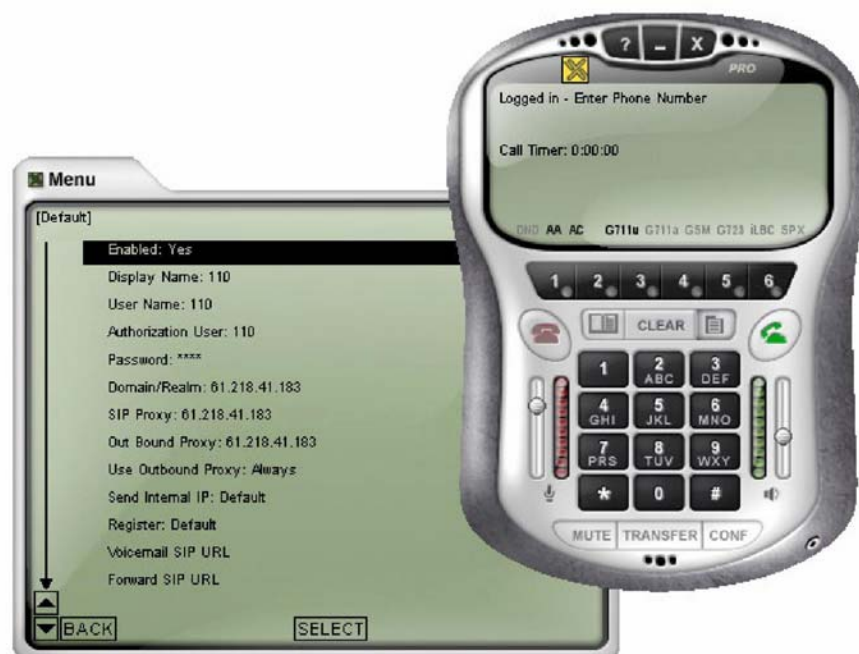 Menu
[Default]
Enabled: Yes
Display Name: 110
User Name: 110
Authorization User: 110
Password: ****
Domain/Realm: 61.218.41.183
SIP Proxy: 61.218.41.183
Out Bound Proxy: 61.218.41.183
Use Outbound Proxy: Always
Send Internal IP: Default
Register: Default
Voicemail SIP URL
Forward SIP URL
BACK SELECT
? – X
PRO
Logged in - Enter Phone Number
Call Timer: 0:00:00
DND AA AC G711u G711a GSM G723 iLBC SPX
1 2 3 4 5 6
CLEAR
1 2 3
ABC DEF
4 5 6
GHI JKL MNO
7 8 9
PRS TUV WXY
* 0 #
MUTE TRANSFER CONF